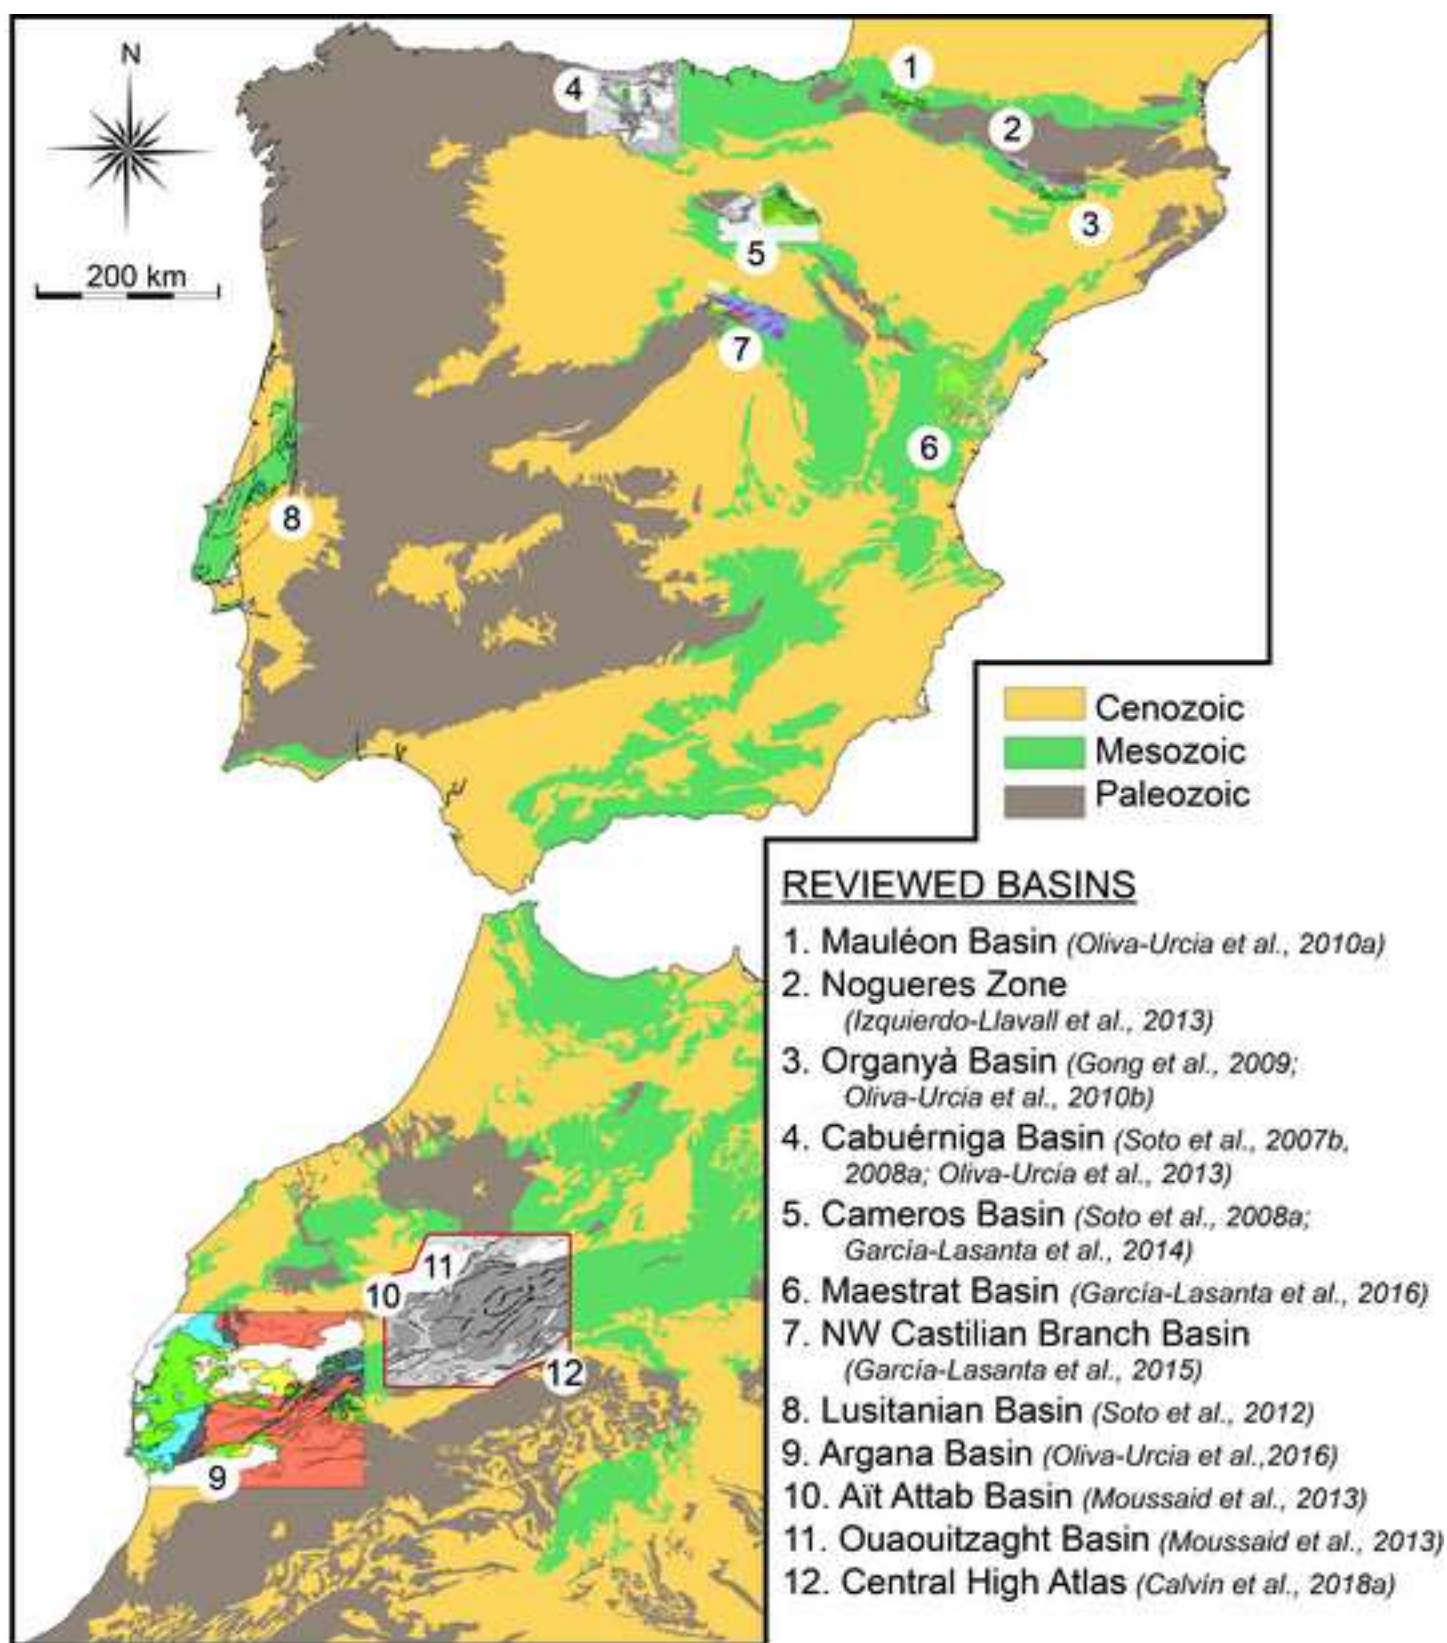 N
1
4
2
3
5
200 km
7
6
8
Cenozoic
Mesozoic
Paleozoic
REVIEWED BASINS
1. Mauléon Basin (Oliva-Urcia et al., 2010a)
2. Nogueres Zone
(Izquierdo-Llavall et al., 2013)
3. Organyà Basin (Gong et al., 2009;
Oliva-Urcia et al., 2010b)
4. Cabuérniga Basin (Soto et al., 2007b,
2008a; Oliva-Urcia et al., 2013)
5. Cameros Basin (Soto et al., 2008a;
García-Lasanta et al., 2014)
6. Maestrat Basin (García-Lasanta et al., 2016)
7. NW Castilian Branch Basin
(García-Lasanta et al., 2015)
8. Lusitanian Basin (Soto et al., 2012)
9. Argana Basin (Oliva-Urcia et al.,2016)
10. Aït Attab Basin (Moussaid et al., 2013)
11. Ouaouitzaght Basin (Moussaid et al., 2013)
12. Central High Atlas (Calvín et al., 2018a)
11
10
12
9